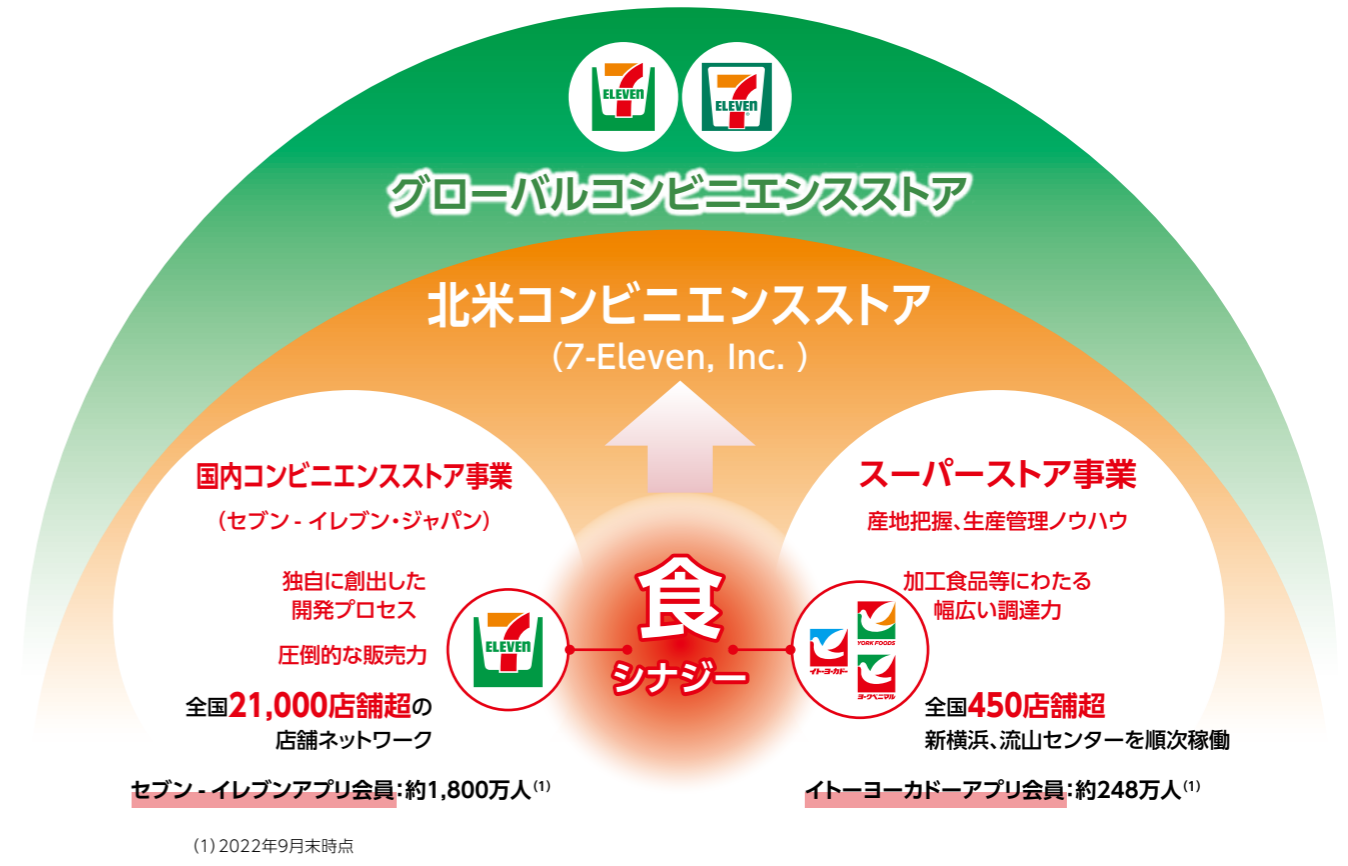 7
ELEVEN
7
ELEVEN
グローバルコンビニエンスストア
北米コンビニエンスストア
(7-Eleven, Inc. )
国内コンビニエンスストア事業
(セブン - イレブン・ジャパン)
独自に創出した
開発プロセス
圧倒的な販売力
7
ELEVEN
全国21,000店舗超の
店舗ネットワーク
セブン - イレブンアプリ会員：約1,800万人(1)
食
シナジー
スーパーストア事業
産地把握、生産管理ノウハウ
加工食品等にわたる
幅広い調達力
YORK FOODS
イトーヨーカドー
ヨークベニマル
全国450店舗超
新横浜、流山センターを順次稼働
イトーヨーカドーアプリ会員：約248万人(1)
(1) 2022年9月末時点